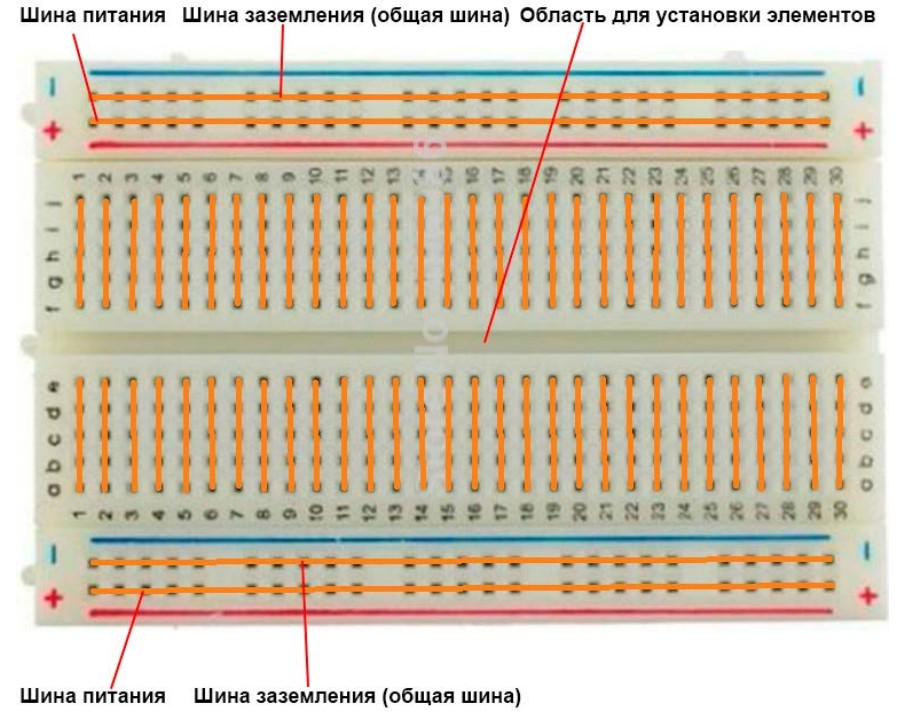 Шина питания Шина заземления (общая шина) Область для установки элементов
- -
+ +
1 2 3 4 5 6 7 8 9 10 11 12 13 14 15 16 17 18 19 20 21 22 23 24 25 26 27 28 29 30
j j
i i
h h
g g
f f
e e
d d
c c
b b
a a
1 2 3 4 5 6 7 8 9 10 11 12 13 14 15 16 17 18 19 20 21 22 23 24 25 26 27 28 29 30
- -
+ +
Шина питания Шина заземления (общая шина)